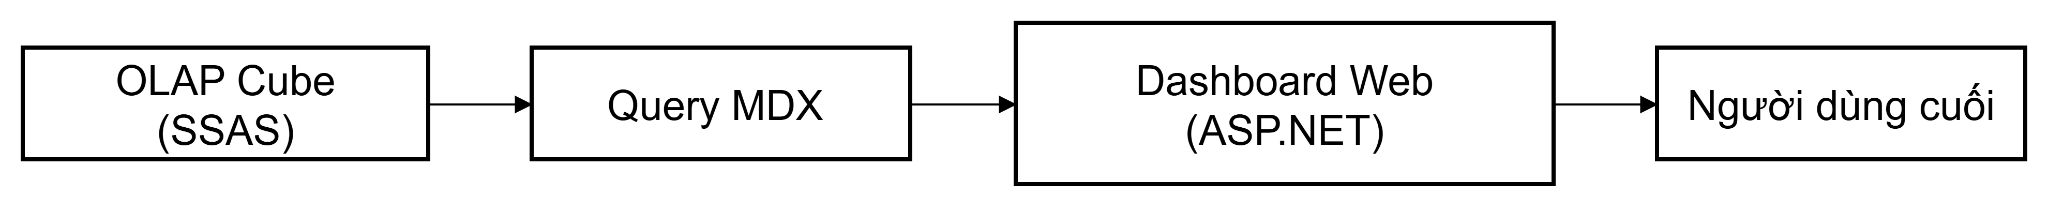 OLAP Cube
(SSAS)
Query MDX
Dashboard Web
(ASP.NET)
Người dùng cuối